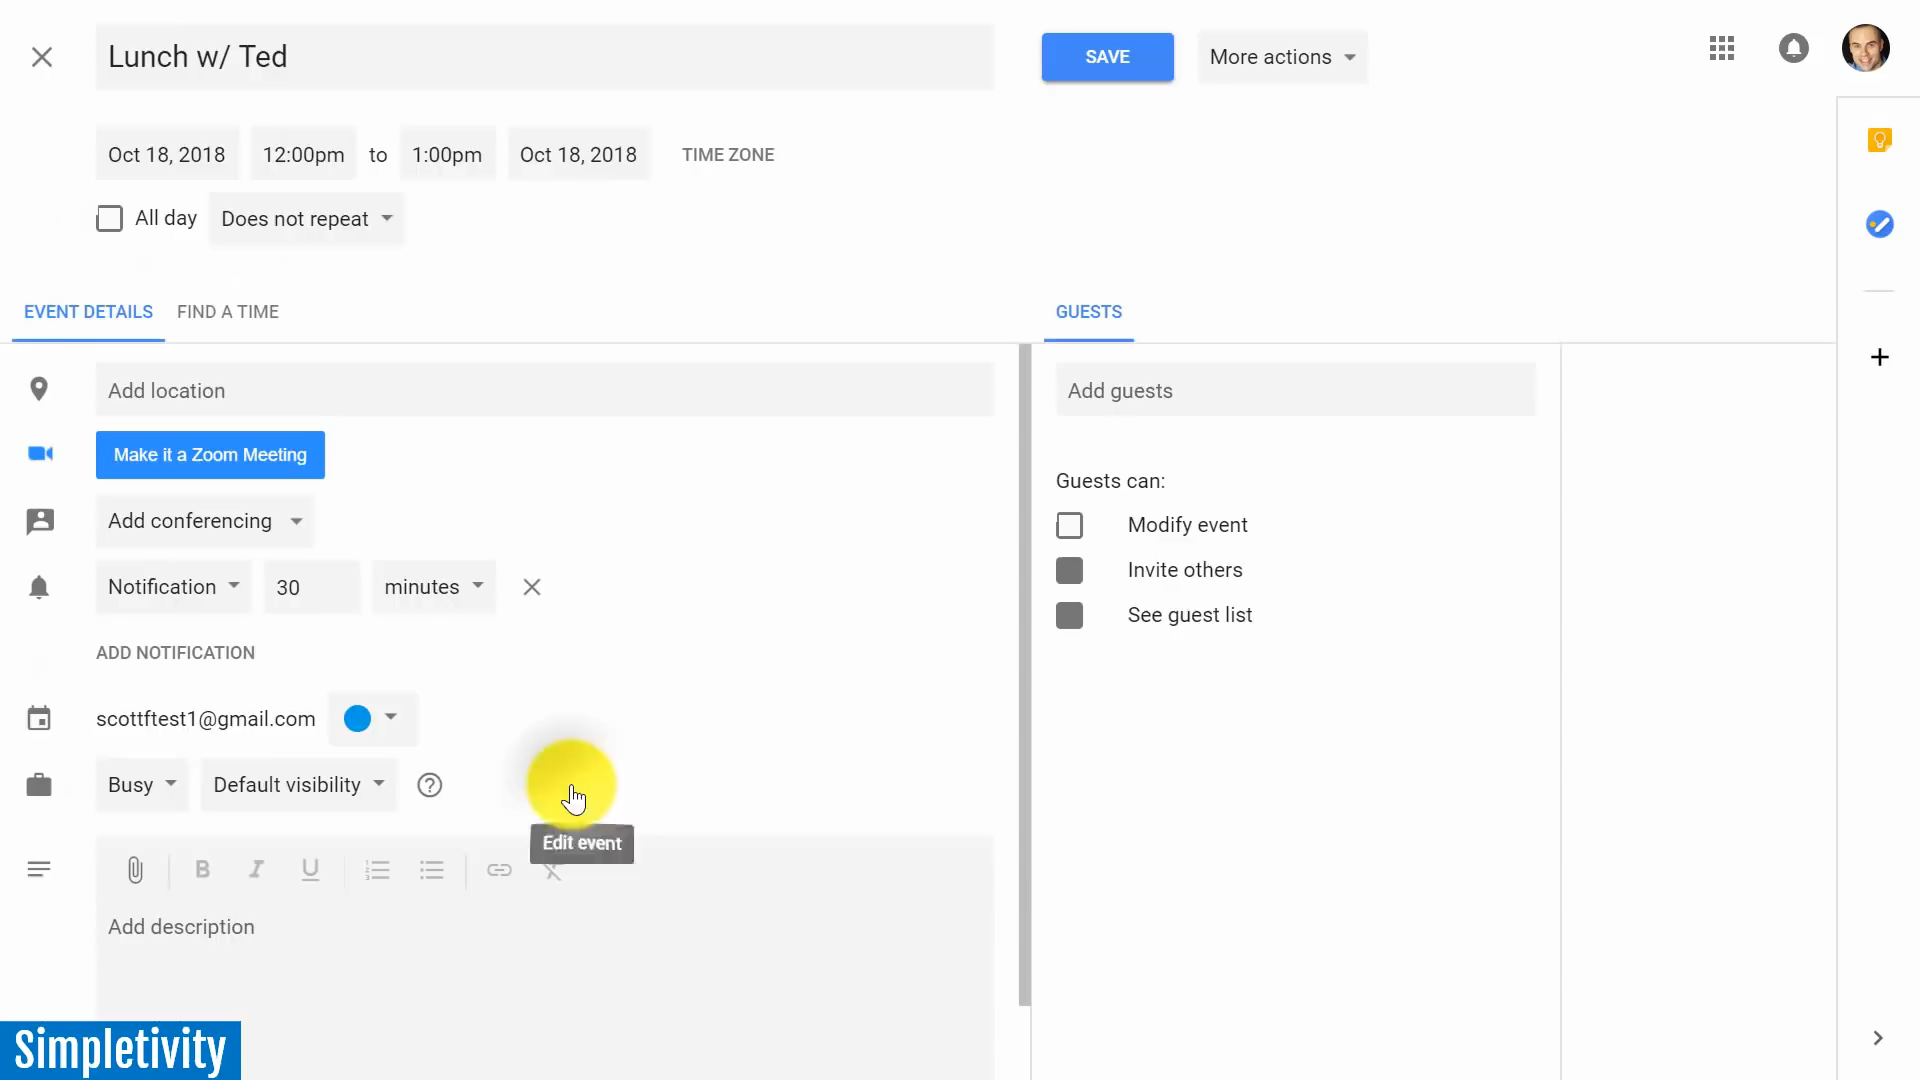 Lunch w/ Ted
SAVE
More actions
Oct 18, 2018 12:00pm to 1:00pm Oct 18, 2018 TIME ZONE
All day Does not repeat
EVENT DETAILS FIND A TIME
GUESTS
Add location
Add guests
Make it a Zoom Meeting
Guests can:
Add conferencing
Modify event
Invite others
Notification 30 minutes
See guest list
ADD NOTIFICATION
scottftest1@gmail.com
Busy Default visibility
Edit event
B I U
Add description
Simpletivity